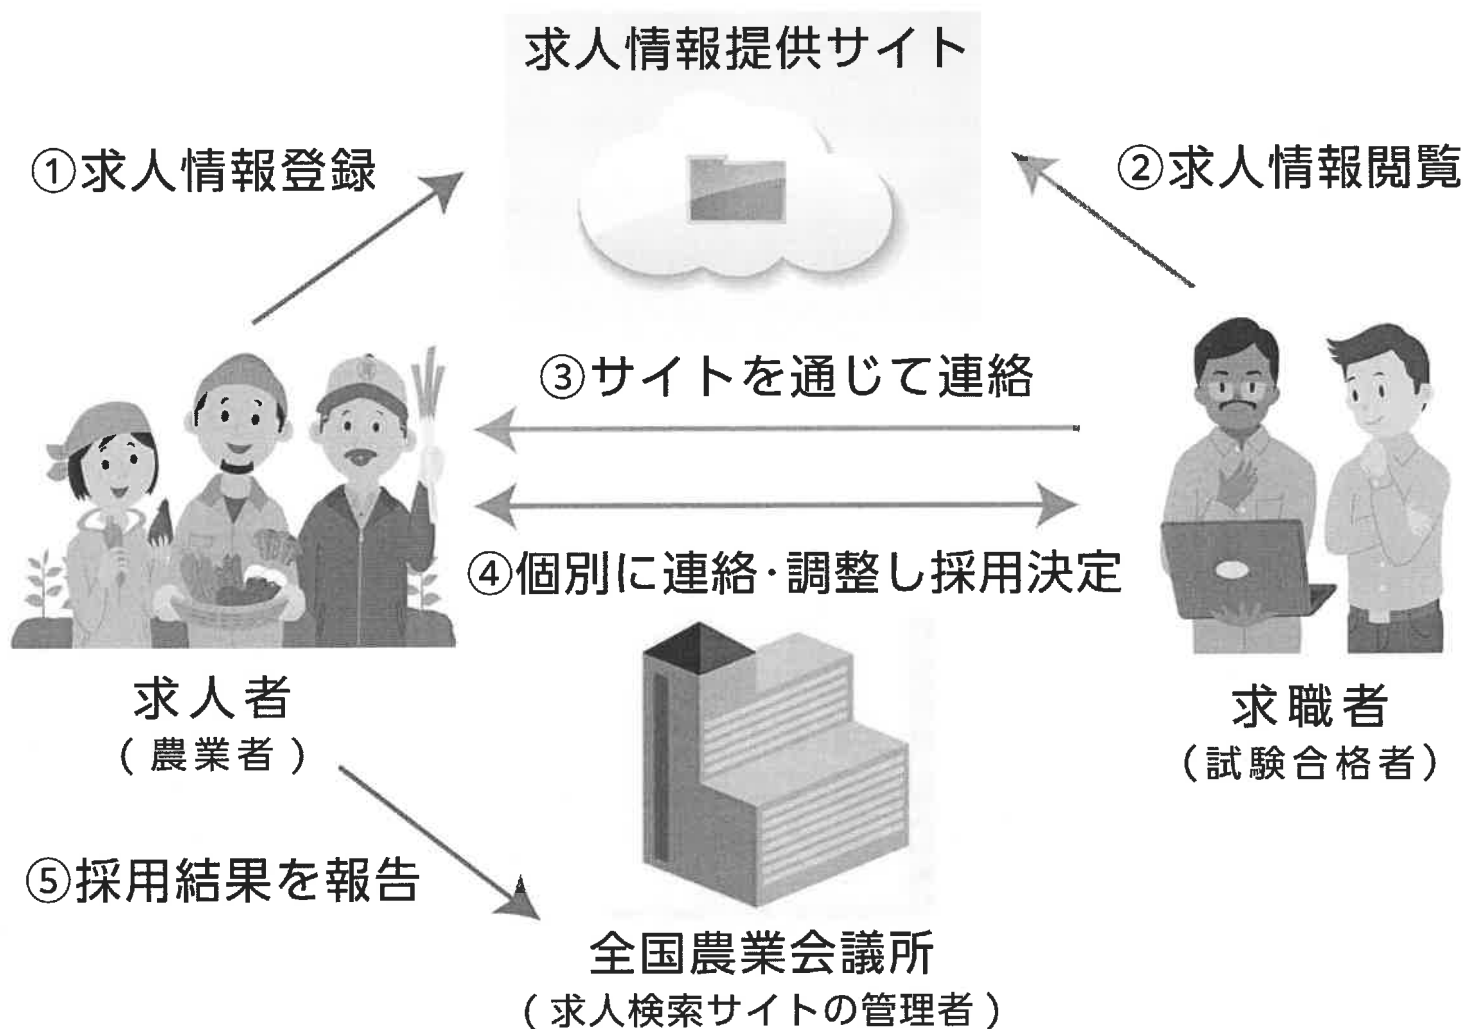 求人情報提供サイト
①求人情報登録
②求人情報閲覧
③サイトを通じて連絡
④個別に連絡・調整し採用決定
求人者
(農業者)
求職者
(試験合格者)
⑤採用結果を報告
全国農業会議所
(求人検索サイトの管理者)